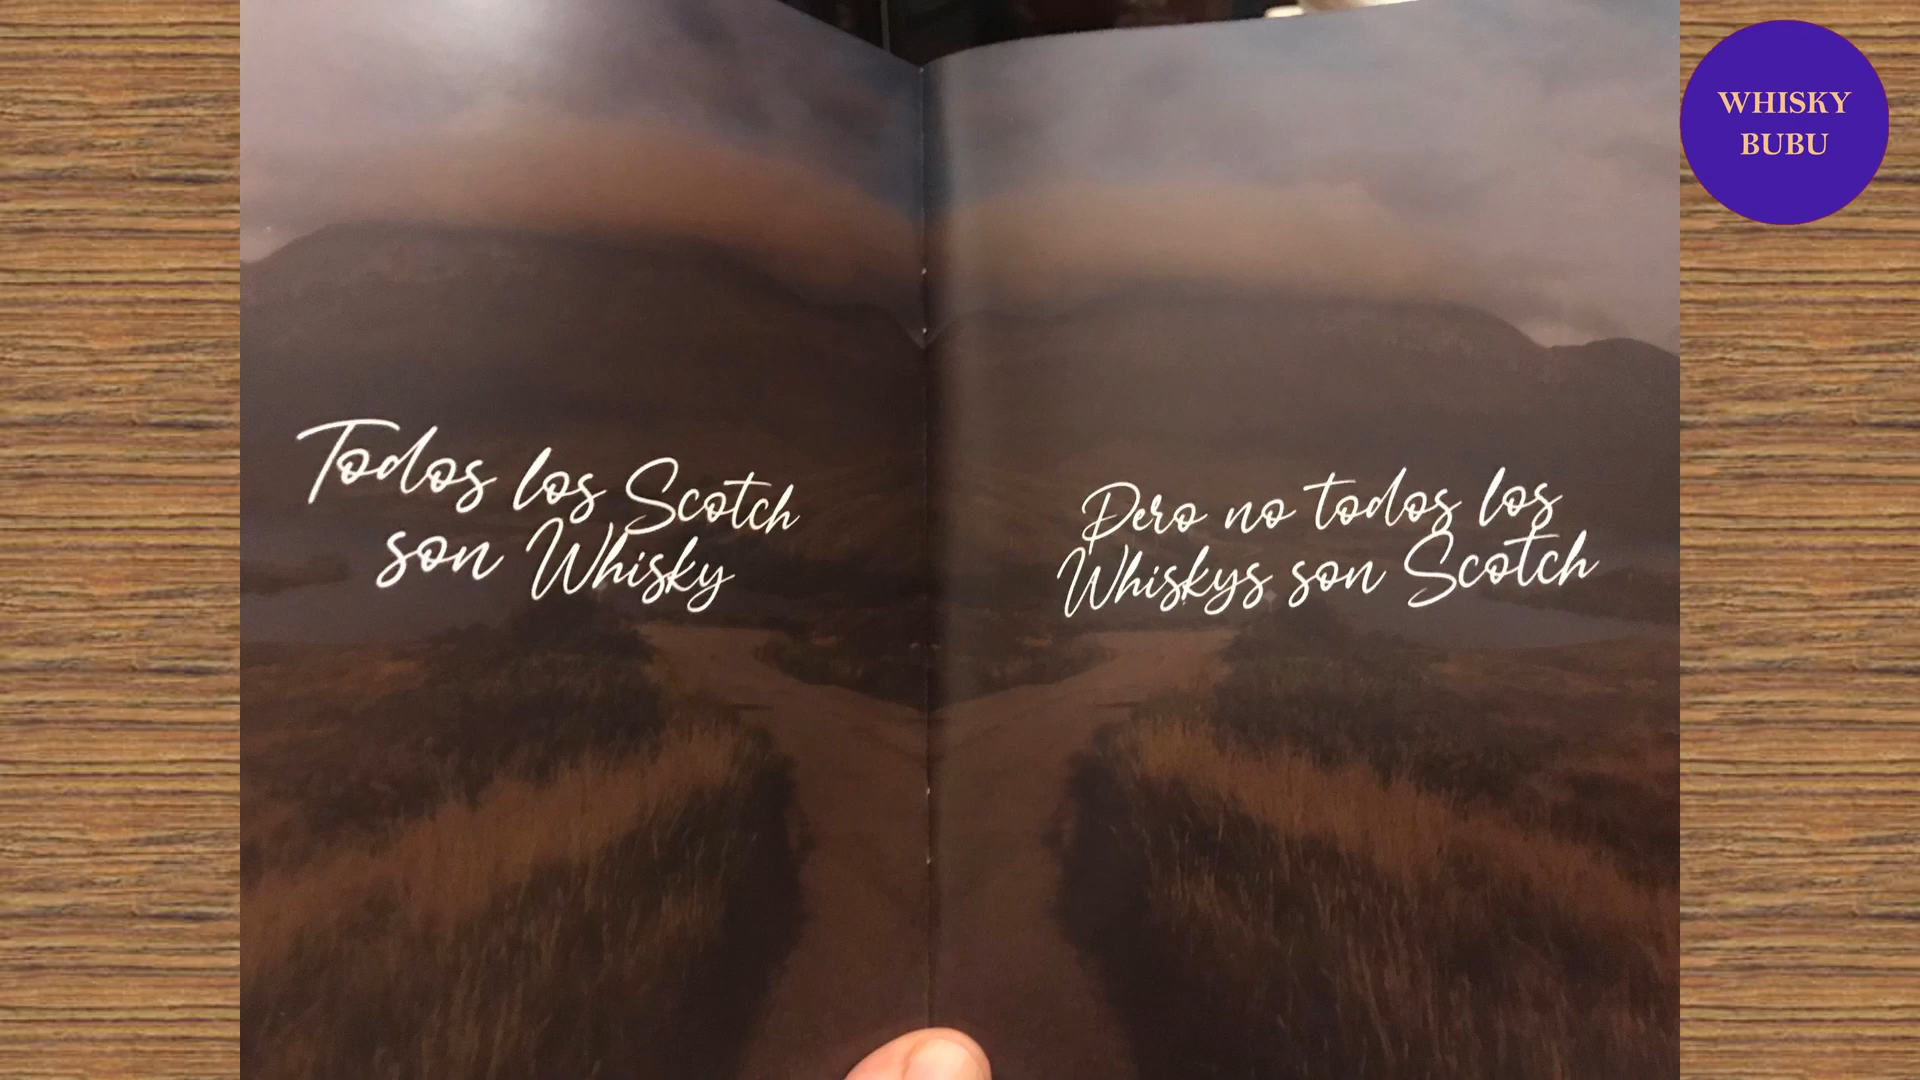 Todos los Scotch
son Whisky
Pero no todos los
Whiskys son Scotch
WHISKY
BUBU